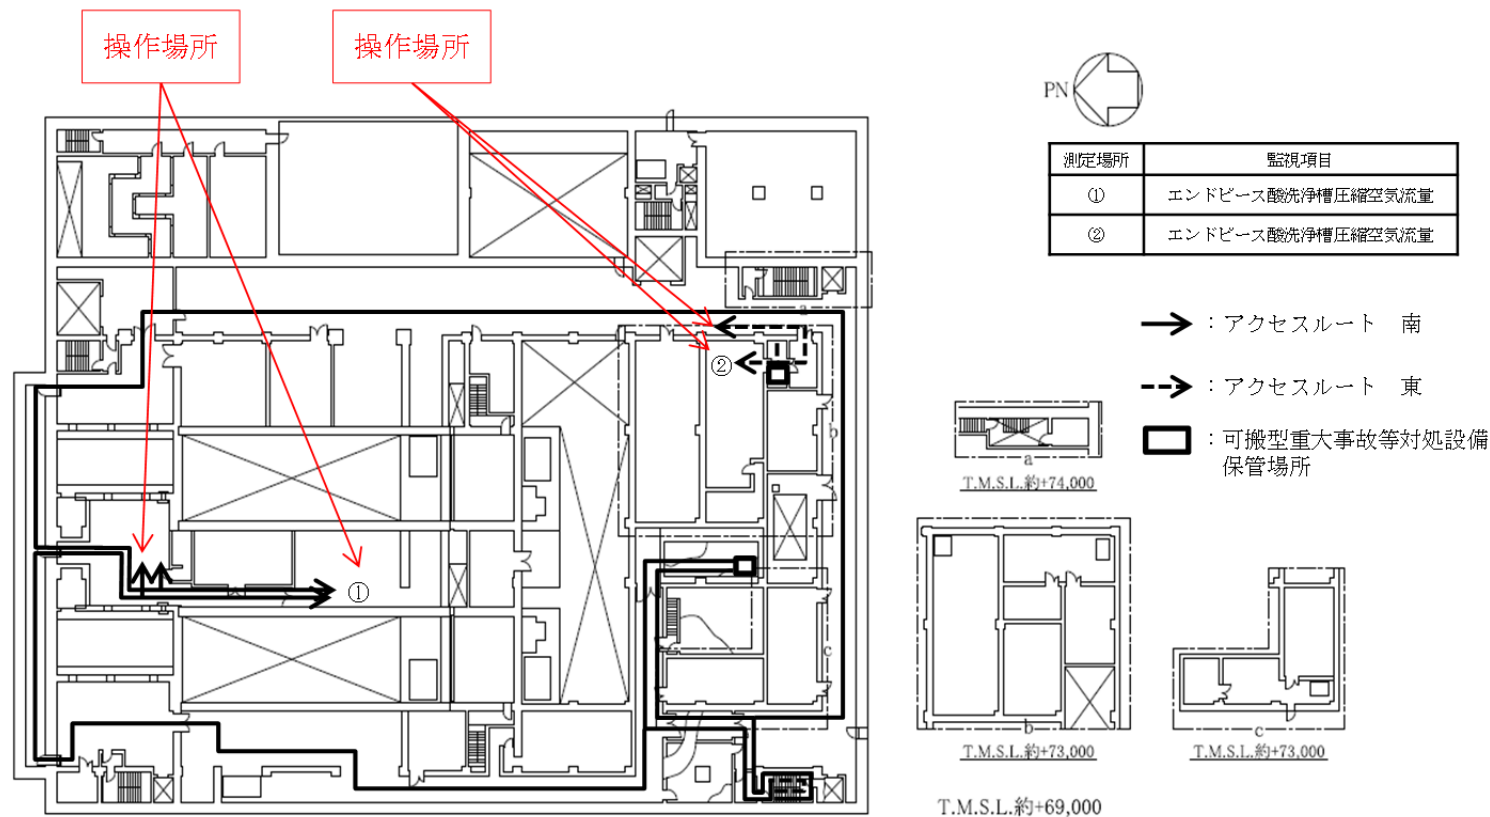 操作場所
操作場所
PN
測定場所 監視項目
① エンドピース酸洗浄槽圧縮空気流量
② エンドピース酸洗浄槽圧縮空気流量
：アクセスルート 南
：アクセスルート 東
：可搬型重大事故等対処設備
保管場所
a
②
b
①
c
a
T.M.S.L.約+74,000
b
T.M.S.L.約+73,000
c
T.M.S.L.約+73,000
T.M.S.L.約+69,000